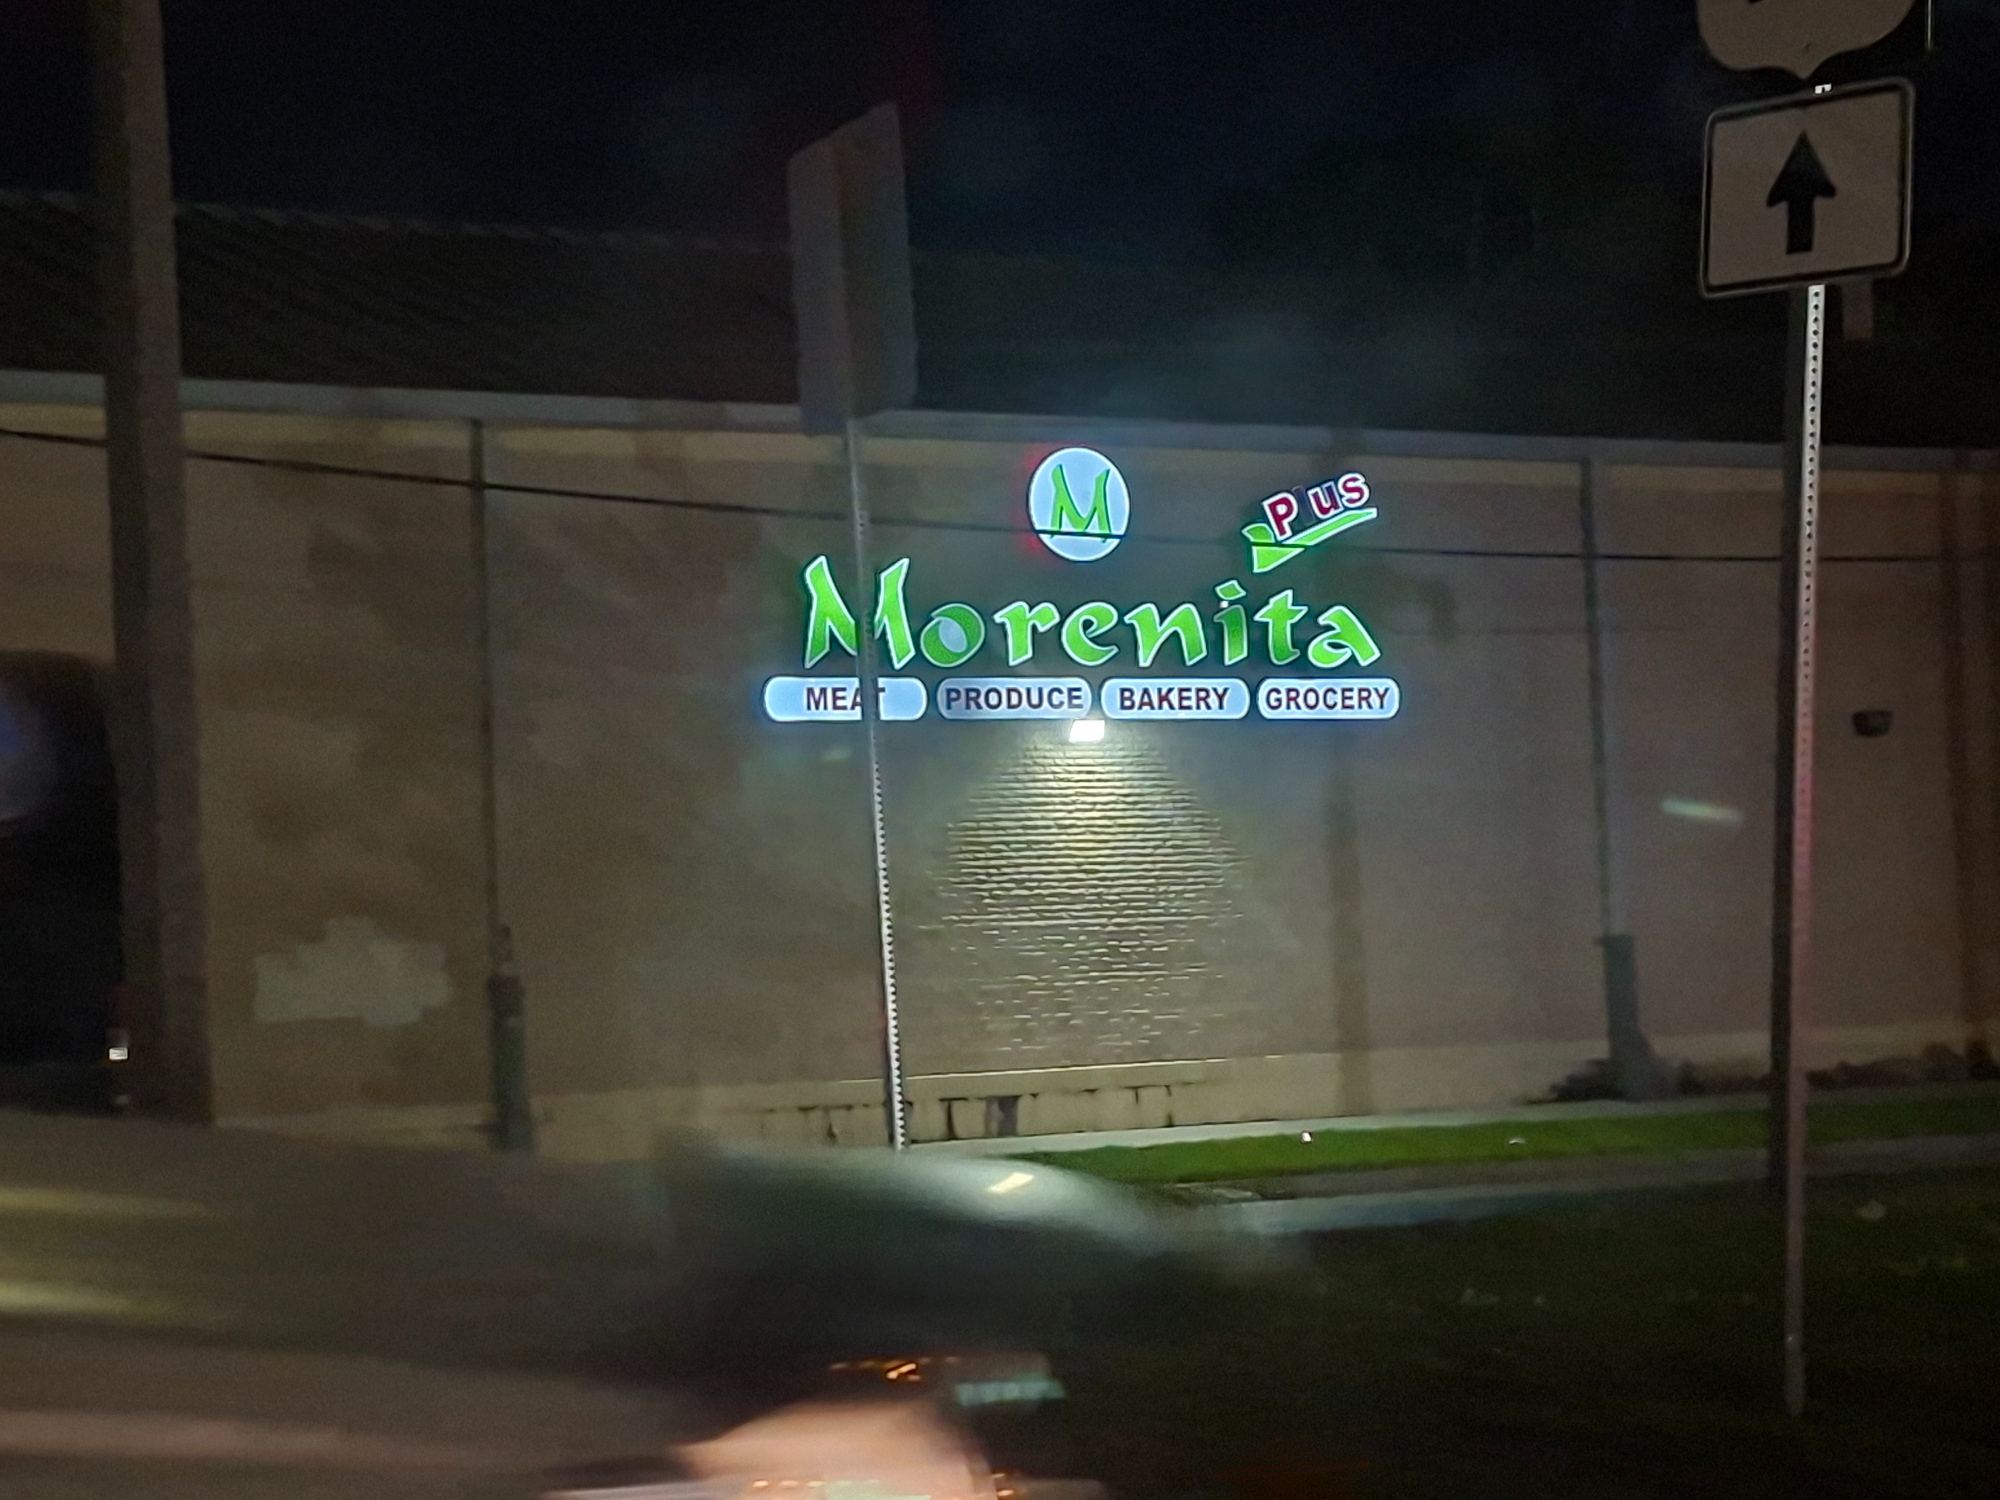 M
Plus
Morenita
MEAT PRODUCE BAKERY GROCERY